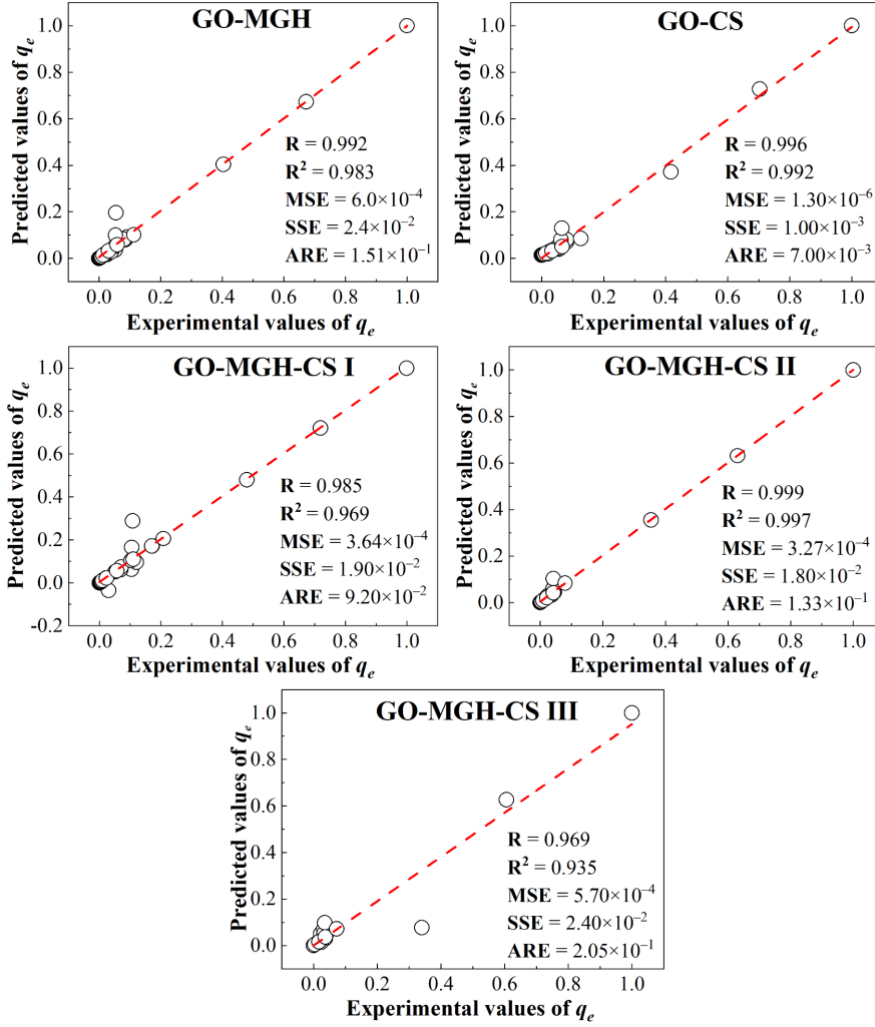 GO-MGH
Predicted values of qe
1.0
0.8
0.6
0.4
0.2
0.0
R = 0.992
R² = 0.983
MSE = 6.0×10⁻⁴
SSE = 2.4×10⁻²
ARE = 1.51×10⁻¹
0.0 0.2 0.4 0.6 0.8 1.0
Experimental values of qe
GO-CS
Predicted values of qe
1.0
0.8
0.6
0.4
0.2
0.0
R = 0.996
R² = 0.992
MSE = 1.30×10⁻⁶
SSE = 1.00×10⁻³
ARE = 7.00×10⁻³
0.0 0.2 0.4 0.6 0.8 1.0
Experimental values of qe
GO-MGH-CS I
Predicted values of qe
1.0
0.8
0.6
0.4
0.2
0.0
-0.2
R = 0.985
R² = 0.969
MSE = 3.64×10⁻⁴
SSE = 1.90×10⁻²
ARE = 9.20×10⁻²
0.0 0.2 0.4 0.6 0.8 1.0
Experimental values of qe
GO-MGH-CS II
Predicted values of qe
1.0
0.8
0.6
0.4
0.2
0.0
R = 0.999
R² = 0.997
MSE = 3.27×10⁻⁴
SSE = 1.80×10⁻²
ARE = 1.33×10⁻¹
0.0 0.2 0.4 0.6 0.8 1.0
Experimental values of qe
GO-MGH-CS III
Predicted values of qe
1.0
0.8
0.6
0.4
0.2
0.0
R = 0.969
R² = 0.935
MSE = 5.70×10⁻⁴
SSE = 2.40×10⁻²
ARE = 2.05×10⁻¹
0.0 0.2 0.4 0.6 0.8 1.0
Experimental values of qe